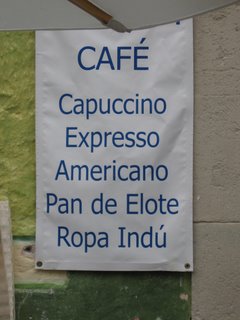 CAFÉ
Capuccino
Expresso
Americano
Pan de Elote
Ropa Indú